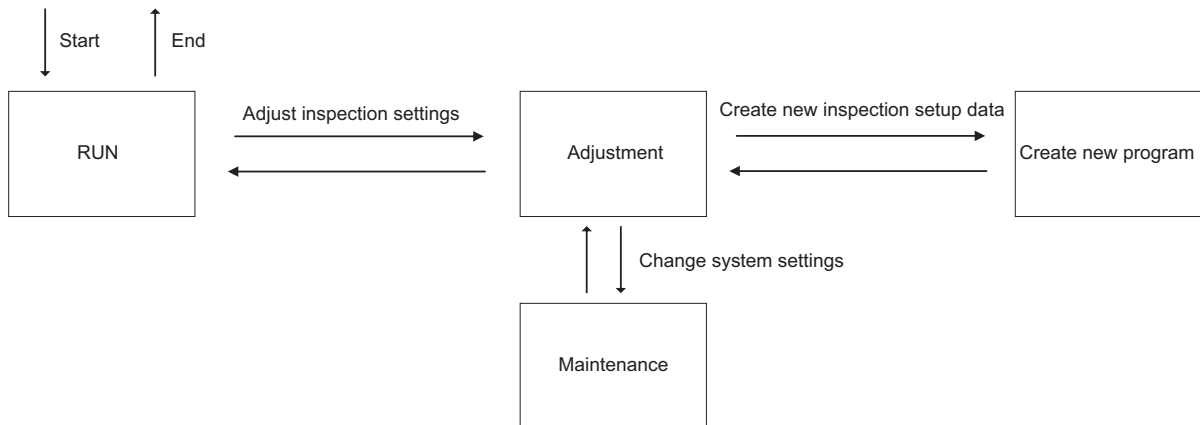 Start
End
Adjust inspection settings
Create new inspection setup data
RUN
Adjustment
Create new program
Change system settings
Maintenance